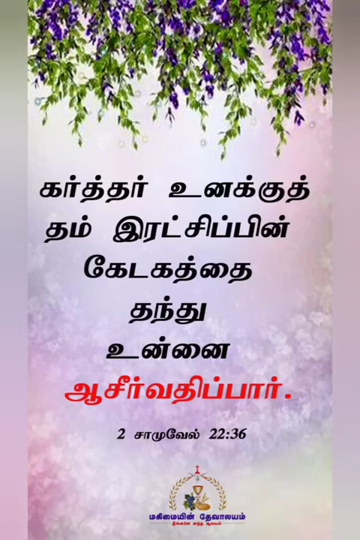 கர்த்தர் உனக்குத்
தம் இரட்சிப்பின்
கேடகத்தை
தந்து
உன்னை
ஆசீர்வதிப்பார்.
2 சாமுவேல் 22:36
மகிமையின் தேவாலயம்